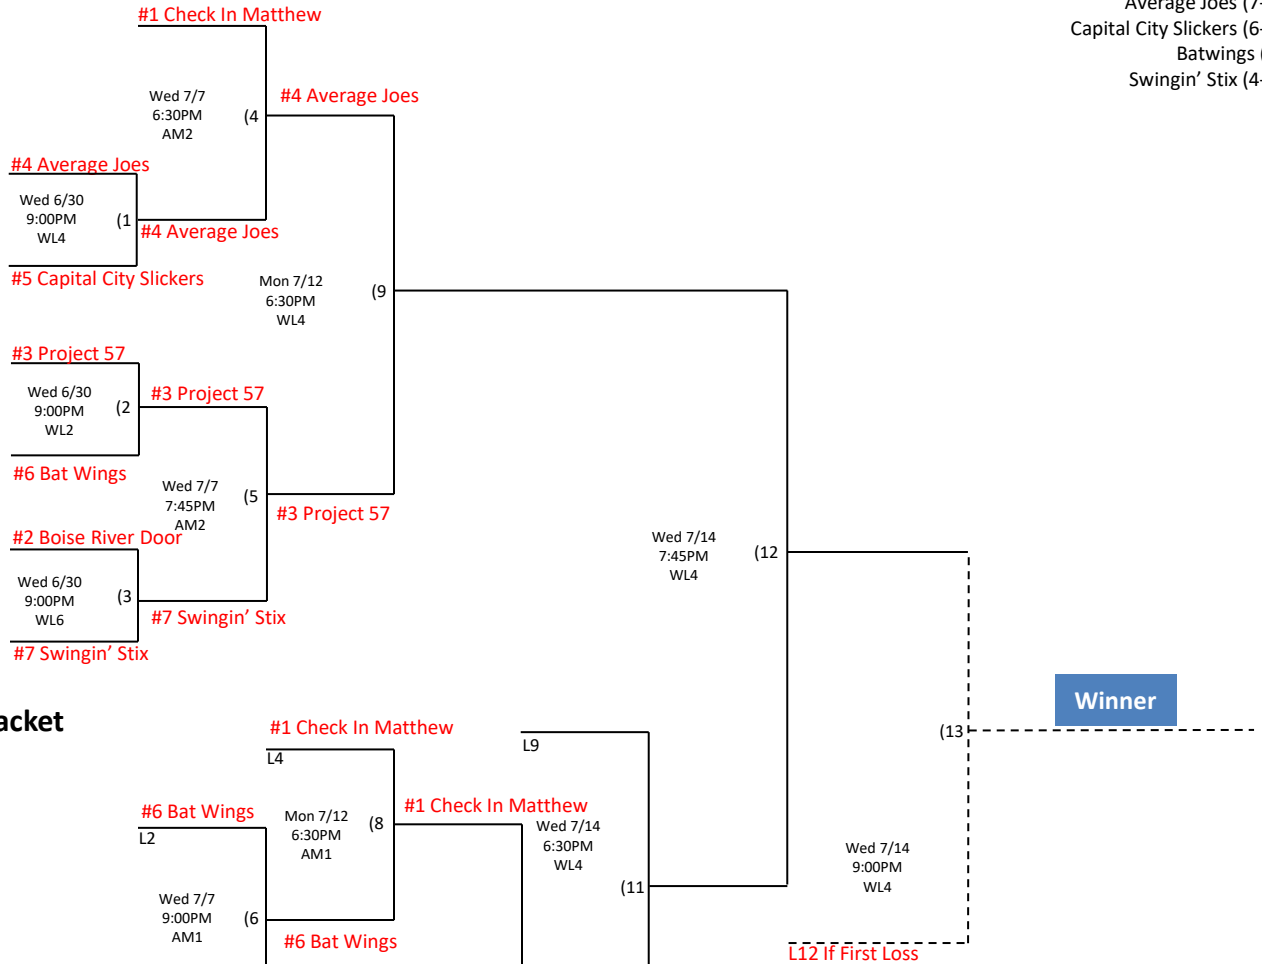 #1 Check In Matthew
Average Joes (7-
Capital City Slickers (6-
Batwings (
Swingin' Stix (4-
Wed 7/7
6:30PM
AM2
(4
#4 Average Joes
#4 Average Joes
Wed 6/30
9:00PM
WL4
(1
#4 Average Joes
#5 Capital City Slickers
Mon 7/12
6:30PM
WL4
(9
#3 Project 57
Wed 6/30
9:00PM
WL2
(2
#3 Project 57
#6 Bat Wings
Wed 7/7
7:45PM
AM2
(5
#3 Project 57
#2 Boise River Door
Wed 6/30
9:00PM
WL6
(3
#7 Swingin' Stix
#7 Swingin' Stix
Wed 7/14
7:45PM
WL4
(12
Winner
(13
acket
#1 Check In Matthew
L4
L9
#6 Bat Wings
L2
Mon 7/12
6:30PM
AM1
(8
#1 Check In Matthew
Wed 7/14
6:30PM
WL4
(11
Wed 7/14
9:00PM
WL4
Wed 7/7
9:00PM
AM1
(6
#6 Bat Wings
L12 If First Loss